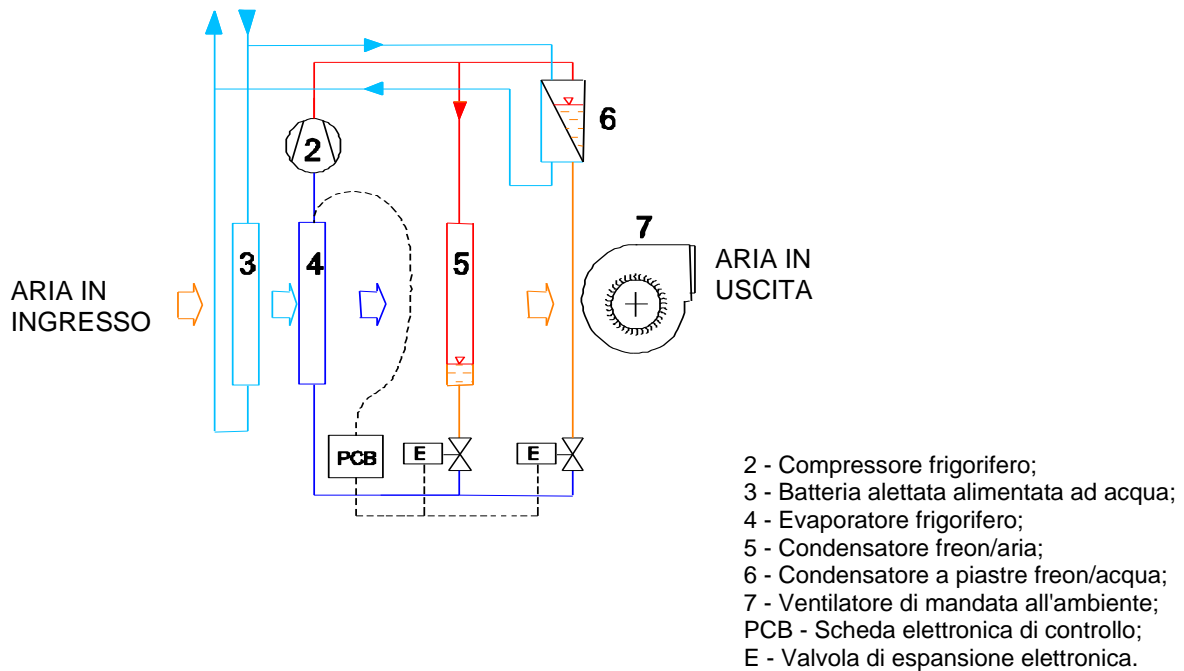 6
2
7
3
4
5
ARIA IN
INGRESSO
ARIA IN
USCITA
PCB
E
E
2 - Compressore frigorifero;
3 - Batteria alettata alimentata ad acqua;
4 - Evaporatore frigorifero;
5 - Condensatore freon/aria;
6 - Condensatore a piastre freon/acqua;
7 - Ventilatore di mandata all'ambiente;
PCB - Scheda elettronica di controllo;
E - Valvola di espansione elettronica.